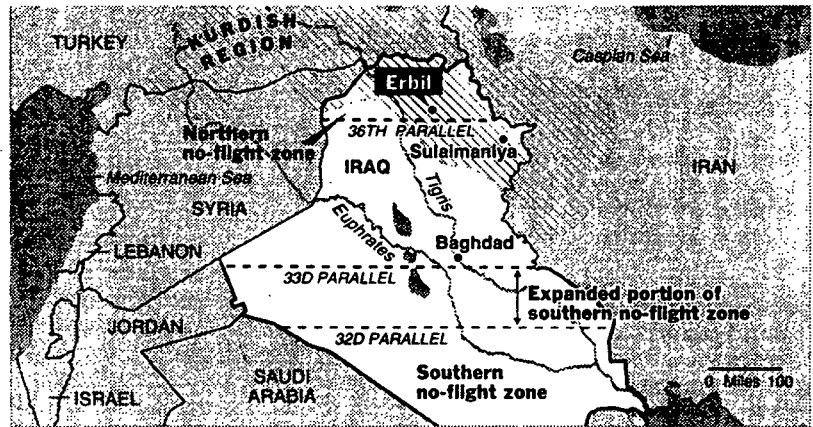 TURKEY
KURDISH
REGION
Caspian Sea
Erbil
Northern
no-flight zone
36TH PARALLEL
Sulaimaniya
IRAQ
IRAN
Mediterranean Sea
Tigris
SYRIA
Euphrates
Baghdad
LEBANON
33D PARALLEL
Expanded portion of
southern no-flight zone
JORDAN
32D PARALLEL
SAUDI
ARABIA
Southern
no-flight zone
0 Miles 100
ISRAEL